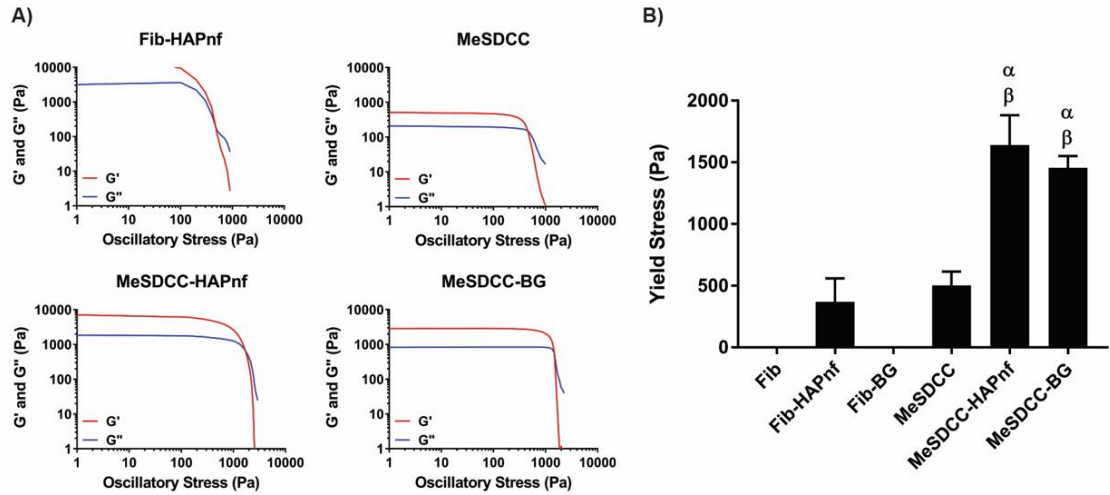 A)
Fib-HAPnf
G' and G" (Pa)
10000
1000
100
10
1
G'
G"
1 10 100 1000 10000
Oscillatory Stress (Pa)
MeSDCC
G' and G" (Pa)
10000
1000
100
10
1
G'
G"
1 10 100 1000 10000
Oscillatory Stress (Pa)
MeSDCC-HAPnf
G' and G" (Pa)
10000
1000
100
10
1
G'
G"
1 10 100 1000 10000
Oscillatory Stress (Pa)
MeSDCC-BG
G' and G" (Pa)
10000
1000
100
10
1
G'
G"
1 10 100 1000 10000
Oscillatory Stress (Pa)
B)
Yield Stress (Pa)
2000
1500
1000
500
0
α
β
α
β
Fib
Fib-HAPnf
Fib-BG
MeSDCC
MeSDCC-HAPnf
MeSDCC-BG